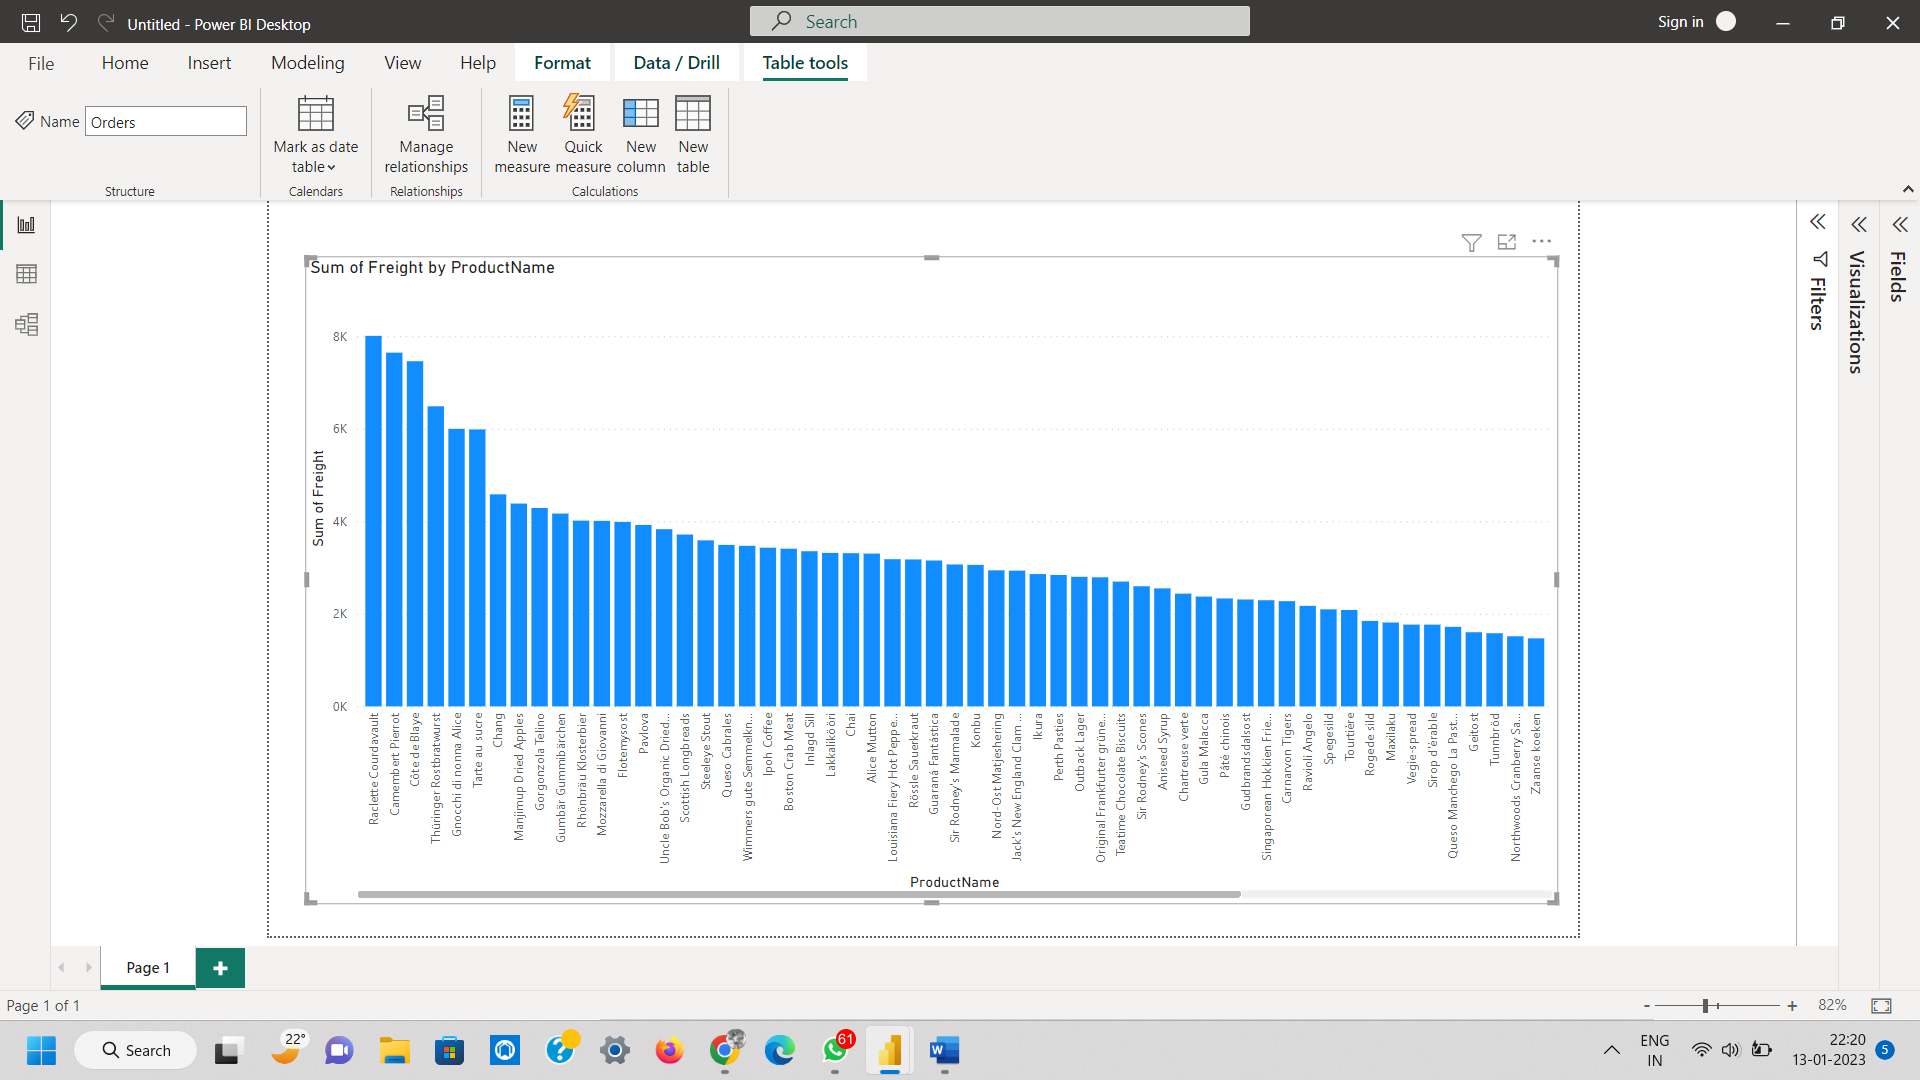 Untitled - Power BI Desktop
Search
Sign in
File
Home
Insert
Modeling
View
Help
Format
Data / Drill
Table tools
Name
Orders
Mark as date
table
Manage
relationships
New
measure
Quick
measure
New
column
New
table
Structure
Calendars
Relationships
Calculations
Filters
Visualizations
Fields
Sum of Freight by ProductName
Sum of Freight
8K
6K
4K
2K
0K
Raclette Courdavault
Camembert Pierrot
Côte de Blaye
Thüringer Rostbratwurst
Gnocchi di nonna Alice
Tarte au sucre
Chang
Manjimup Dried Apples
Gorgonzola Telino
Gumbär Gummibärchen
Rhönbräu Klosterbier
Mozzarella di Giovanni
Flotemysost
Pavlova
Uncle Bob's Organic Dried...
Scottish Longbreads
Steeleye Stout
Queso Cabrales
Wimmers gute Semmelkn...
Ipoh Coffee
Boston Crab Meat
Inlagd Sill
Lakkalikööri
Chai
Alice Mutton
Louisiana Fiery Hot Peppe...
Rössle Sauerkraut
Guaraná Fantástica
Sir Rodney's Marmalade
Konbu
Nord-Ost Matjeshering
Jack's New England Clam ...
Ikura
Perth Pasties
Outback Lager
Original Frankfurter grüne...
Teatime Chocolate Biscuits
Sir Rodney's Scones
Aniseed Syrup
Chartreuse verte
Gula Malacca
Pâté chinois
Gudbrandsdalsost
Singaporean Hokkien Frie...
Carnarvon Tigers
Ravioli Angelo
Spegesild
Tourtière
Rogede sild
Maxilaku
Vegie-spread
Sirop d'érable
Queso Manchego La Past...
Geitost
Tunnbröd
Northwoods Cranberry Sa...
Zaanse koeken
ProductName
Page 1
Page 1 of 1
82%
Search
22°
61
ENG
IN
22:20
13-01-2023
5